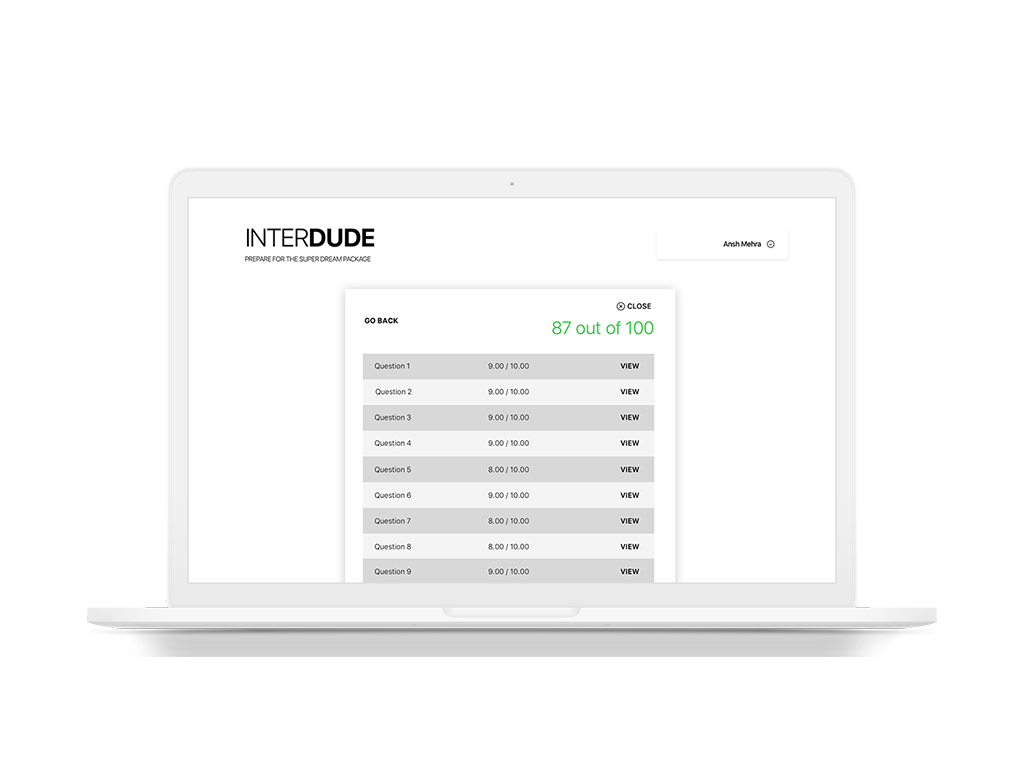 INTERDUDE
PREPARE FOR THE SUPER DREAM PACKAGE
Ansh Mehra
CLOSE
GO BACK
87 out of 100
Question 1 9.00 / 10.00 VIEW
Question 2 9.00 / 10.00 VIEW
Question 3 9.00 / 10.00 VIEW
Question 4 9.00 / 10.00 VIEW
Question 5 8.00 / 10.00 VIEW
Question 6 9.00 / 10.00 VIEW
Question 7 8.00 / 10.00 VIEW
Question 8 8.00 / 10.00 VIEW
Question 9 9.00 / 10.00 VIEW